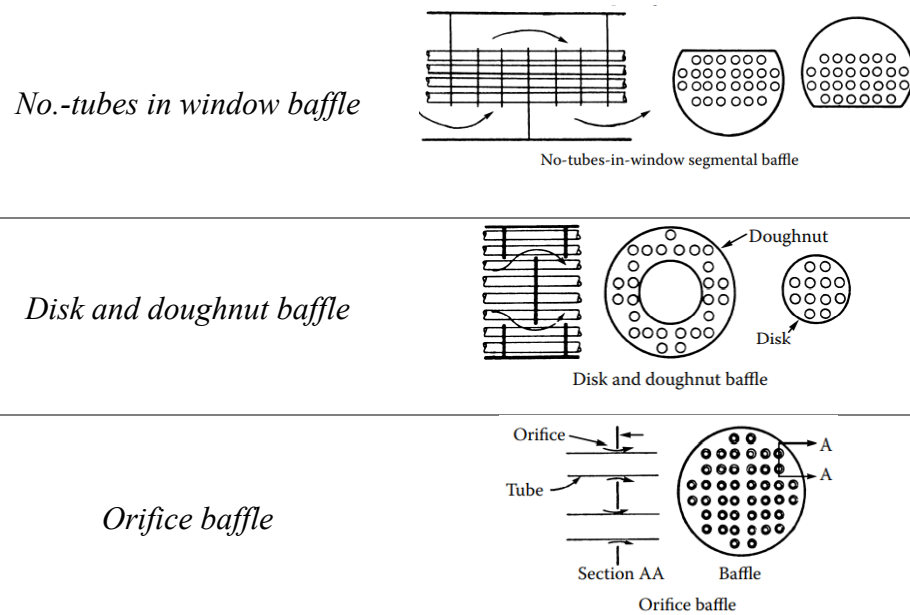 No.-tubes in window baffle
No-tubes-in-window segmental baffle
Disk and doughnut baffle
Doughnut
Disk
Disk and doughnut baffle
Orifice baffle
Orifice
Tube
A
A
Section AA
Baffle
Orifice baffle